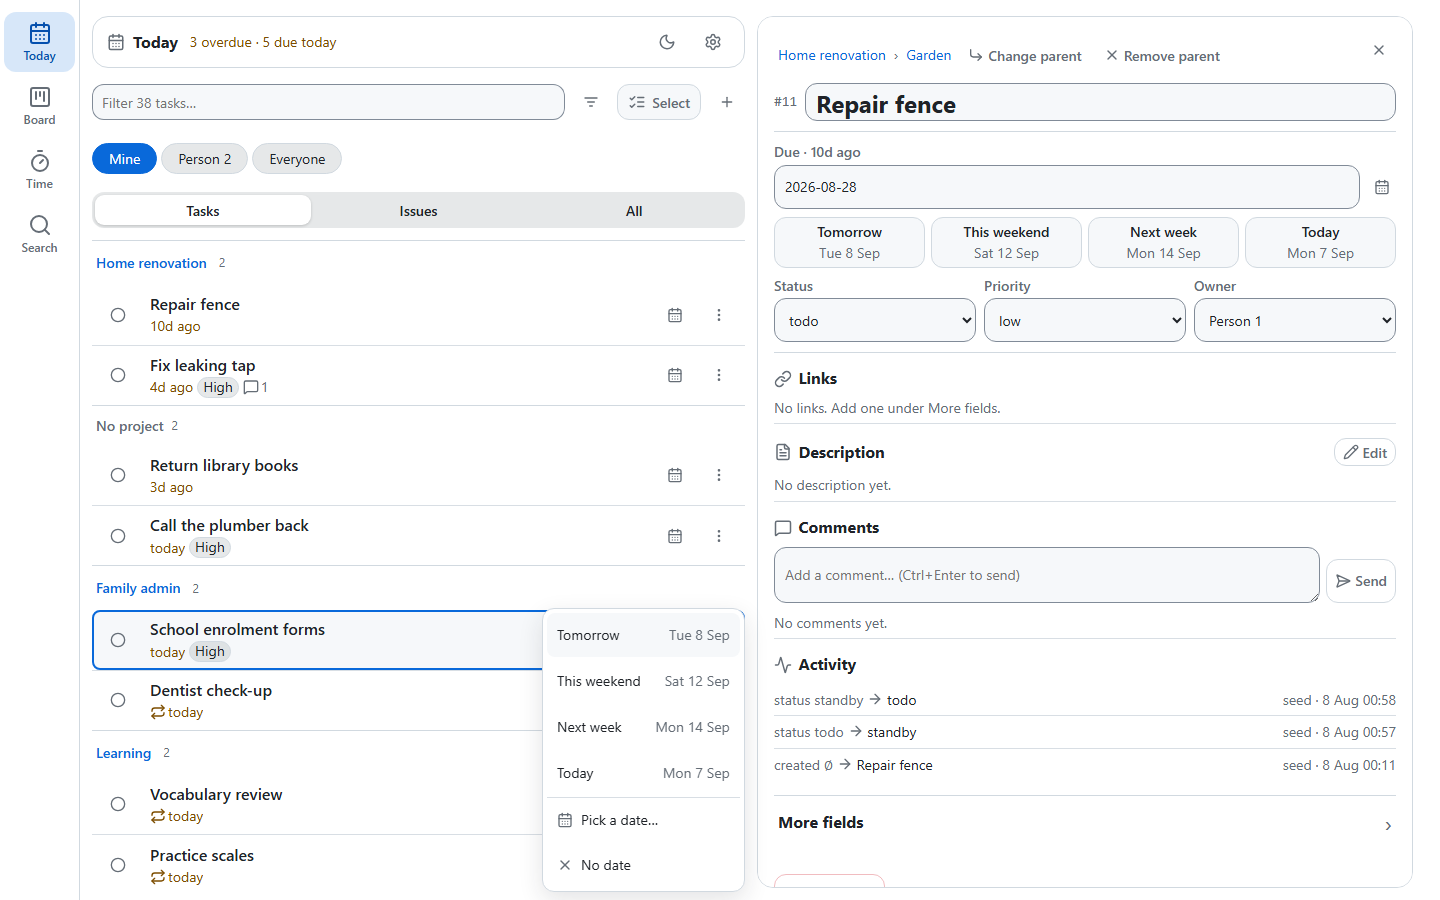 Today
Board
Time
Search
Today 3 overdue · 5 due today
Filter 38 tasks...
Select
Mine Person 2 Everyone
Tasks Issues All
Home renovation 2
Repair fence
10d ago
Fix leaking tap
4d ago High 1
No project 2
Return library books
3d ago
Call the plumber back
today High
Family admin 2
School enrolment forms
today High
Dentist check-up
today
Learning 2
Vocabulary review
today
Practice scales
today
Tomorrow Tue 8 Sep
This weekend Sat 12 Sep
Next week Mon 14 Sep
Today Mon 7 Sep
Pick a date...
No date
Home renovation › Garden Change parent Remove parent
#11 Repair fence
Due · 10d ago
2026-08-28
Tomorrow This weekend Next week Today
Tue 8 Sep Sat 12 Sep Mon 14 Sep Mon 7 Sep
Status Priority Owner
todo low Person 1
Links
No links. Add one under More fields.
Description Edit
No description yet.
Comments
Add a comment... (Ctrl+Enter to send)
Send
No comments yet.
Activity
status standby → todo seed · 8 Aug 00:58
status todo → standby seed · 8 Aug 00:57
created ∅ → Repair fence seed · 8 Aug 00:11
More fields